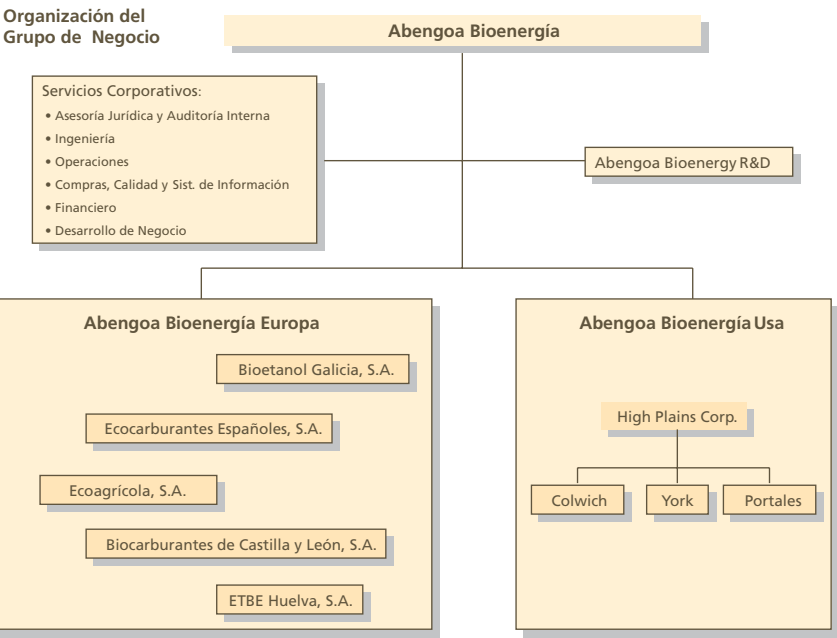 Organización del
Grupo de Negocio
Abengoa Bioenergía
Servicios Corporativos:
• Asesoría Jurídica y Auditoría Interna
• Ingeniería
• Operaciones
• Compras, Calidad y Sist. de Información
• Financiero
• Desarrollo de Negocio
Abengoa Bioenergy R&D
Abengoa Bioenergía Europa
Bioetanol Galicia, S.A.
Ecocarburantes Españoles, S.A.
Ecoagrícola, S.A.
Biocarburantes de Castilla y León, S.A.
ETBE Huelva, S.A.
Abengoa Bioenergía Usa
High Plains Corp.
Colwich
York
Portales